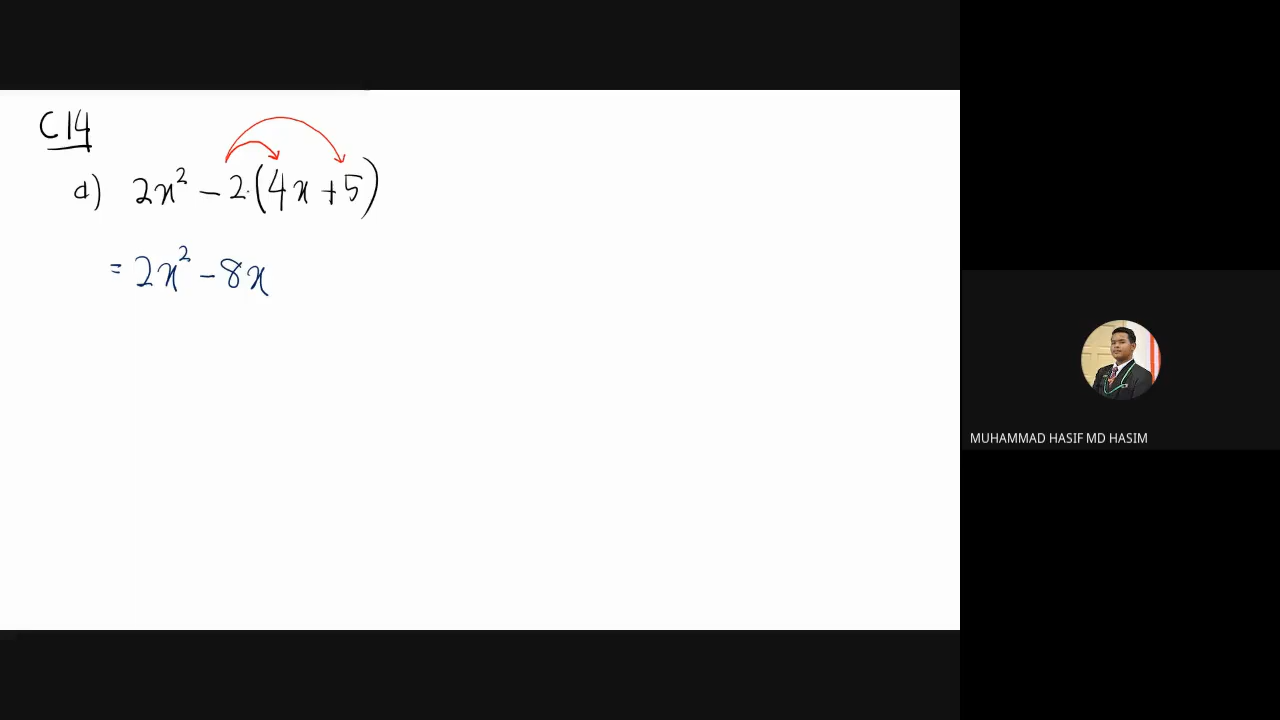 C14
a) 2x² - 2(4x + 5)
= 2x² - 8x
MUHAMMAD HASIF MD HASIM